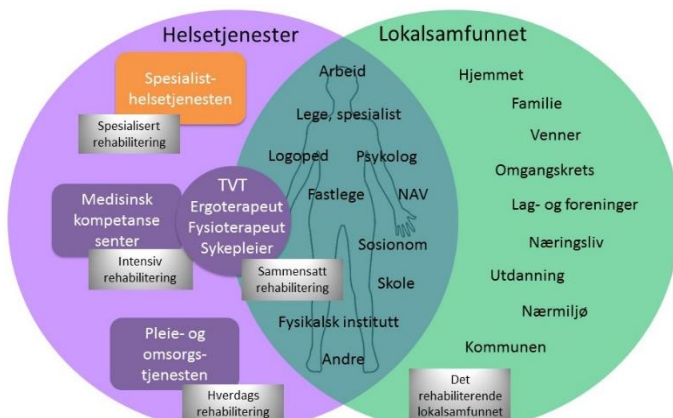 Helsetjenester
Spesialist-
helsetjenesten
Spesialisert
rehabilitering
Medisinsk
kompetanse
senter
Intensiv
rehabilitering
TVT
Ergoterapeut
Fysioterapeut
Sykepleier
Sammensatt
rehabilitering
Pleie- og
omsorgs-
tjenesten
Hverdags
rehabilitering
Arbeid
Lege, spesialist
Logoped
Psykolog
Fastlege
NAV
Sosionom
Skole
Fysikalsk institutt
Andre
Lokalsamfunnet
Hjemmet
Familie
Venner
Omgangskrets
Lag- og foreninger
Næringsliv
Utdanning
Nærmiljø
Kommunen
Det
rehabiliterende
lokalsamfunnet